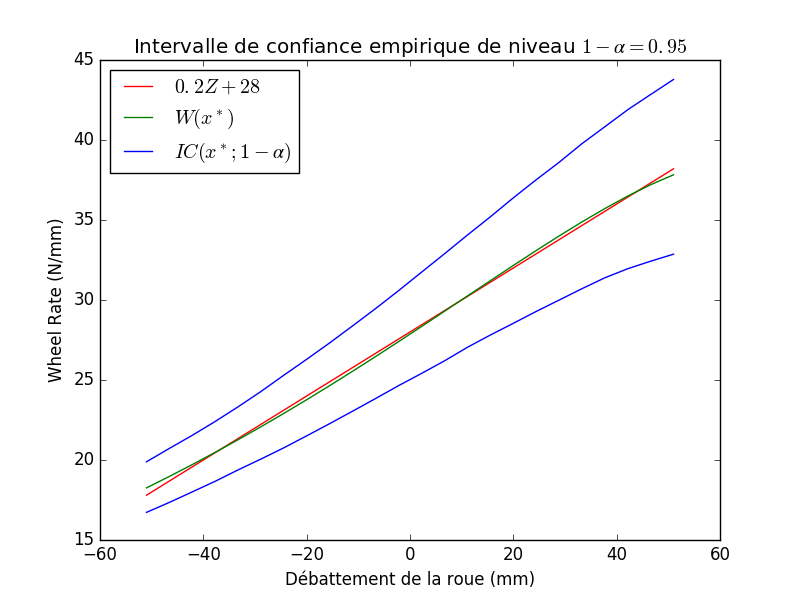 Intervalle de confiance empirique de niveau 1 − α = 0.95
45
40
35
30
25
20
15
0.2Z + 28
W(x*)
IC(x*; 1 − α)
Wheel Rate (N/mm)
−60 −40 −20 0 20 40 60
Débattement de la roue (mm)